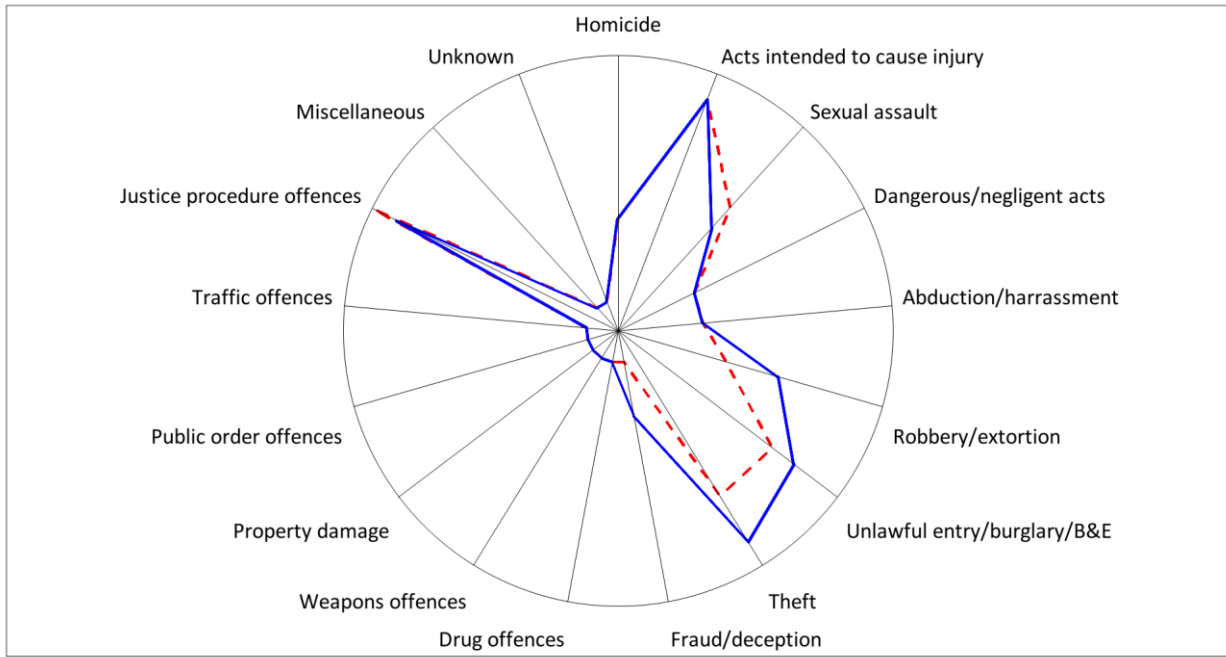 Homicide
Acts intended to cause injury
Sexual assault
Dangerous/negligent acts
Abduction/harrassment
Robbery/extortion
Unlawful entry/burglary/B&E
Theft
Fraud/deception
Drug offences
Weapons offences
Property damage
Public order offences
Traffic offences
Justice procedure offences
Miscellaneous
Unknown